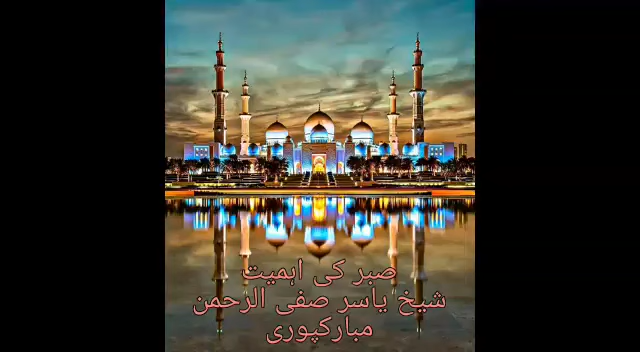 صبر کی اہمیت
شیخ یاسر صفی الرحمن
مبارکپوری